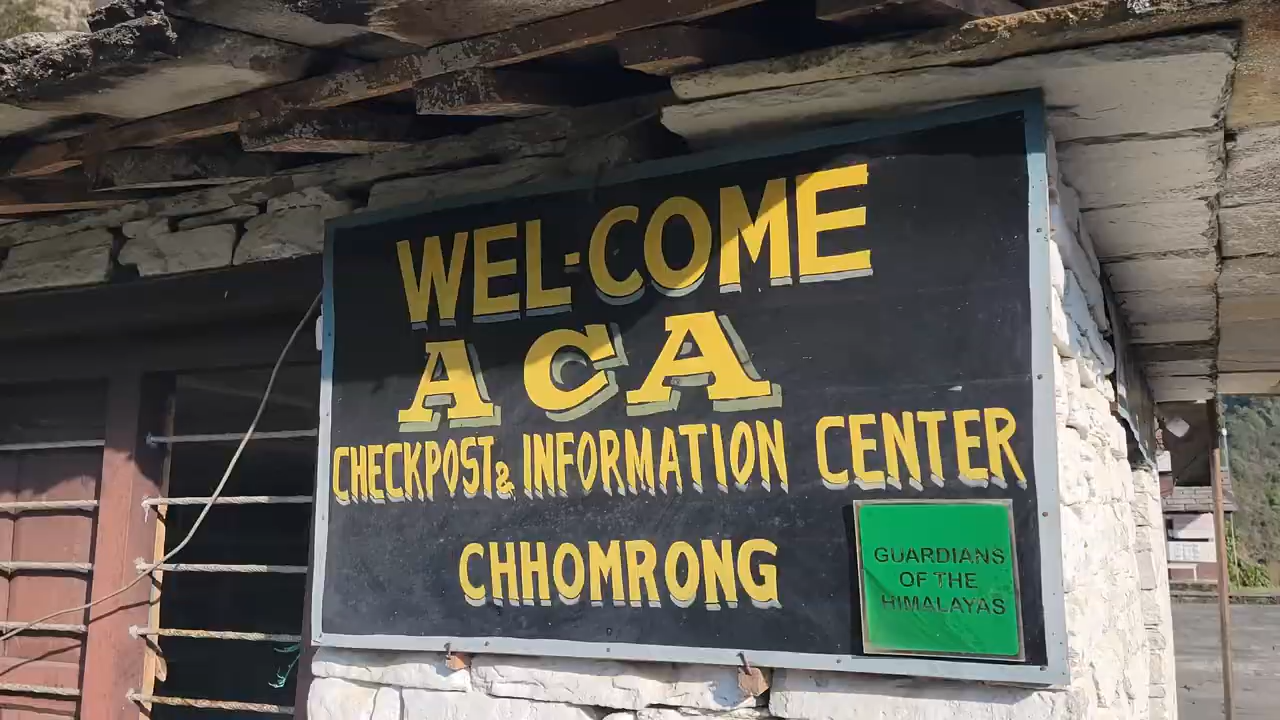 WEL-COME
ACA
CHECKPOST & INFORMATION CENTER
CHHOMRONG
GUARDIANS
OF THE
HIMALAYAS